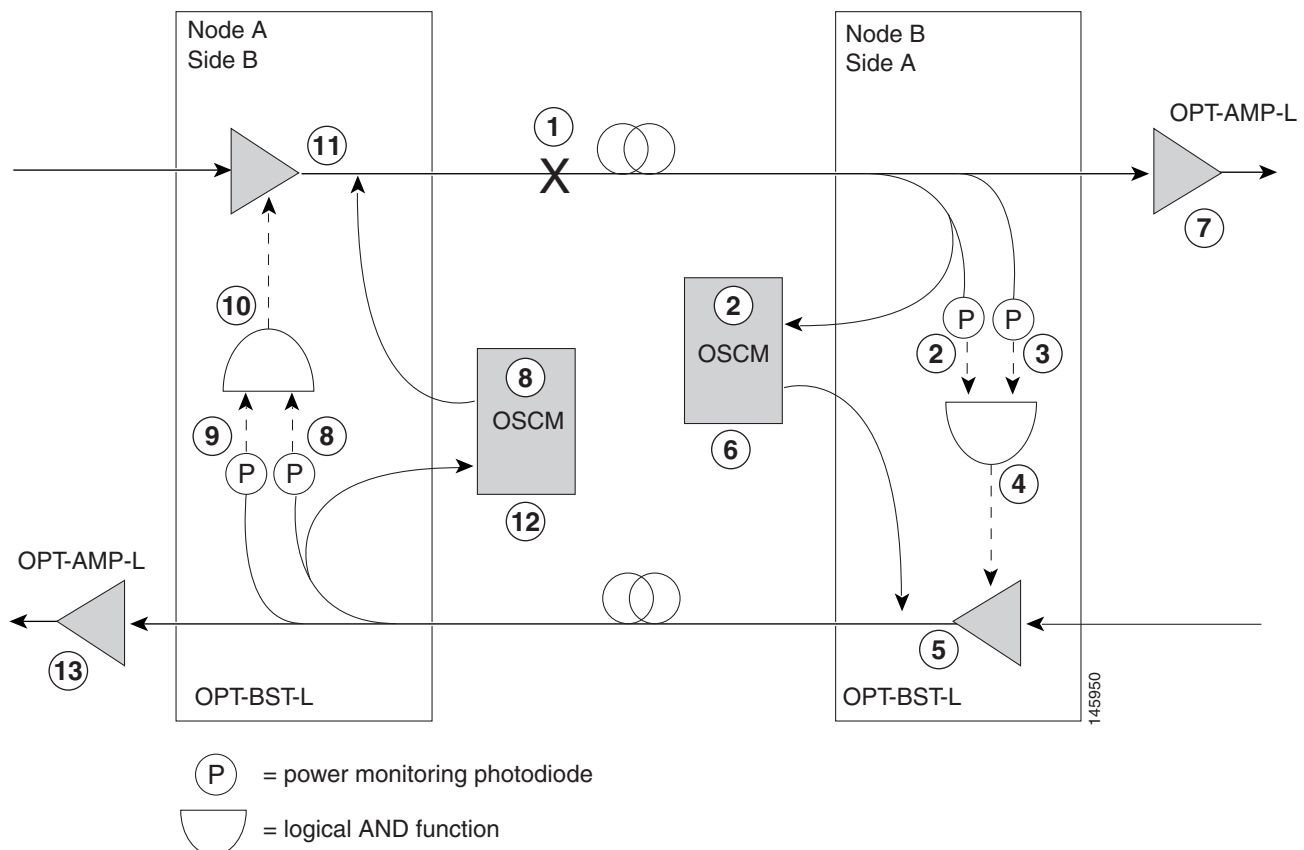 Node A
Side B
Node B
Side A
OPT-AMP-L
1
11
7
10
2
OSCM
P
P
2
3
8
OSCM
9
8
6
P
P
4
12
OPT-AMP-L
13
5
OPT-BST-L
OPT-BST-L
145950
P = power monitoring photodiode
= logical AND function
X